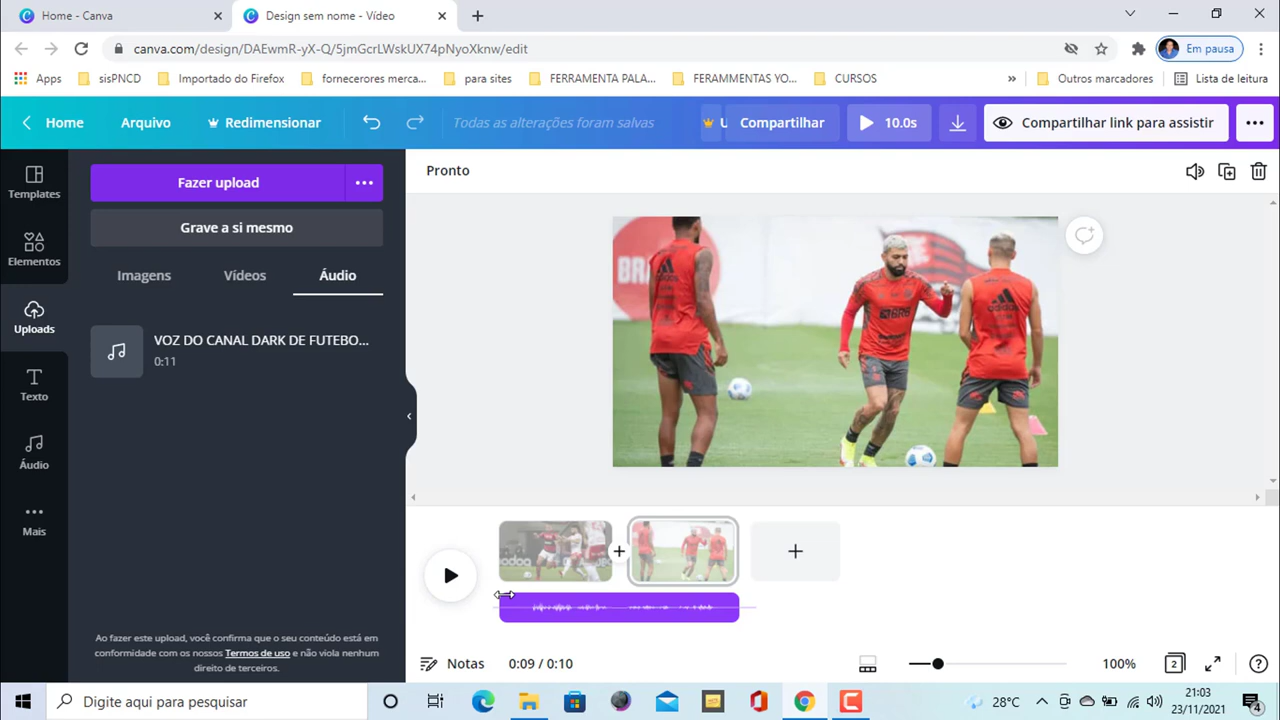 Home - Canva
Design sem nome - Vídeo
canva.com/design/DAEwmR-yX-Q/5jmGcrLWskUX74pNyoXknw/edit
Em pausa
Apps
sisPNCD
Importado do Firefox
fornecerores merca...
para sites
FERRAMENTA PALA...
FERAMMENTAS YO...
CURSOS
Outros marcadores
Lista de leitura
Home
Arquivo
Redimensionar
Todas as alterações foram salvas
Compartilhar
10.0s
Compartilhar link para assistir
Templates
Elementos
Uploads
Texto
Áudio
Mais
Fazer upload
Grave a si mesmo
Imagens
Vídeos
Áudio
VOZ DO CANAL DARK DE FUTEBO...
0:11
Ao fazer este upload, você confirma que o seu conteúdo está em
conformidade com os nossos Termos de uso e não viola nenhum
direito de terceiros.
Pronto
BRA
adidas
BRB
Notas
0:09 / 0:10
100%
2
Digite aqui para pesquisar
28°C
21:03
23/11/2021
4